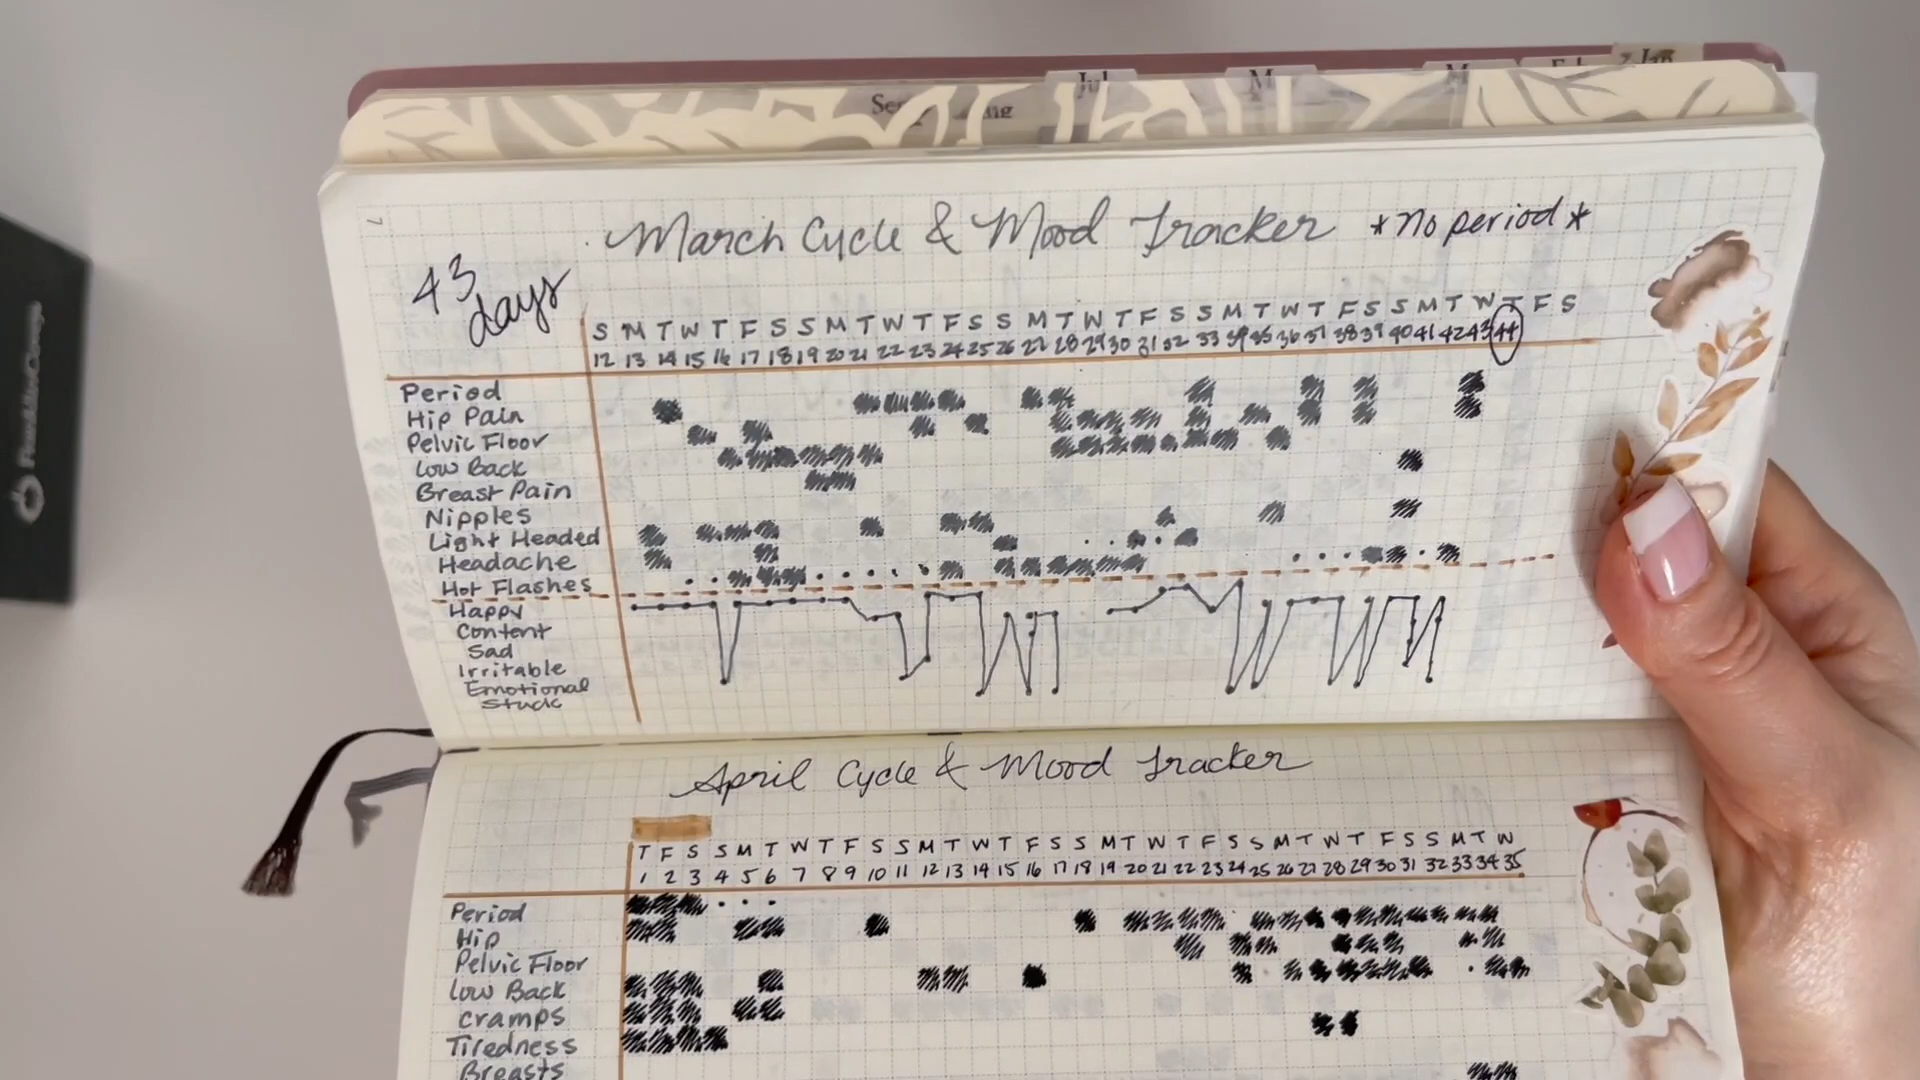 Jul
M
M
7
March Cycle & Mood Tracker *No period*
43
days
S M T W T F S S M T W T F S S M T W T F S S M T W T F S S M T W T F S
12 13 14 15 16 17 18 19 20 21 22 23 24 25 26 27 28 29 30 31 32 33 34 35 36 37 38 39 40 41 42 43 44
Period
Hip Pain
Pelvic Floor
Low Back
Breast Pain
Nipples
Light Headed
Headache
Hot Flashes
Happy
Content
Sad
Irritable
Emotional
Stuck
April Cycle & Mood Tracker
T F S S M T W T F S S M T W T F S S M T W T F S S M T W T F S S M T W
1 2 3 4 5 6 7 8 9 10 11 12 13 14 15 16 17 18 19 20 21 22 23 24 25 26 27 28 29 30 31 32 33 34 35
Period
Hip
Pelvic Floor
Low Back
Cramps
Tiredness
Breasts